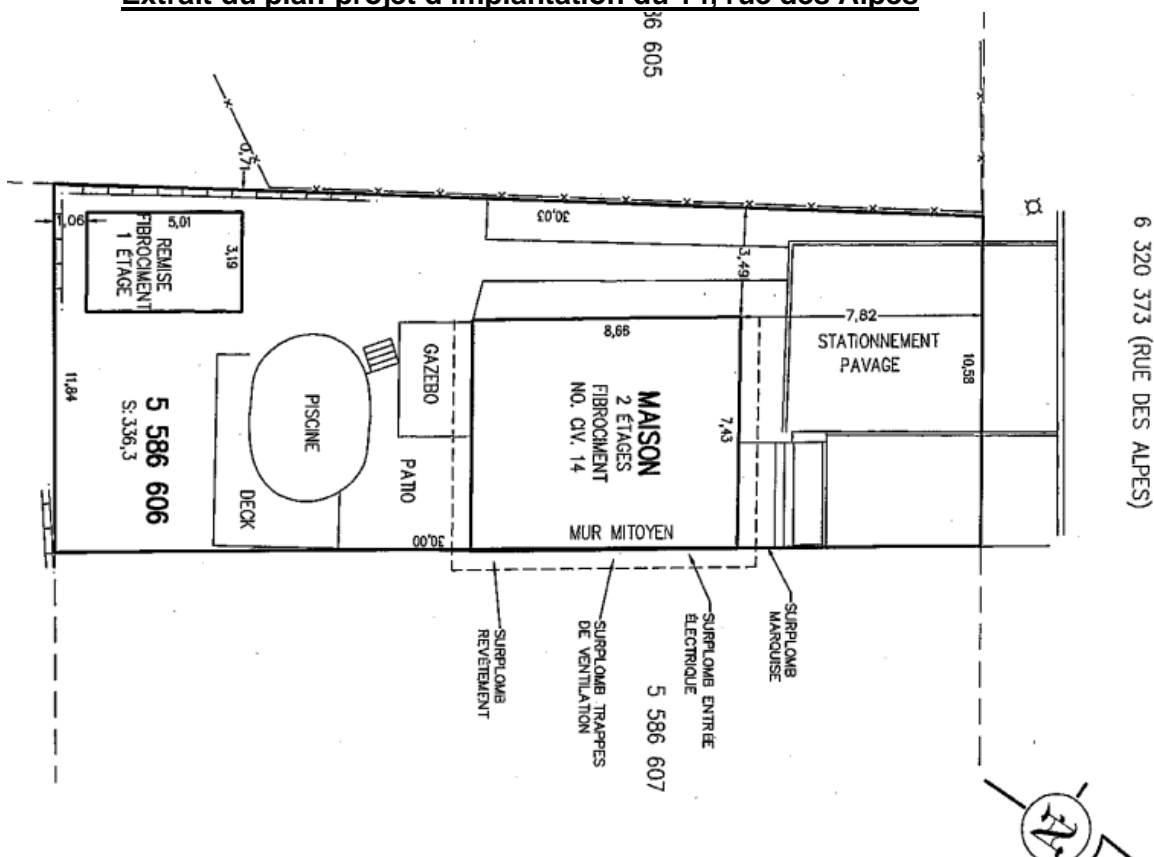 Extrait du plan projet d'implantation du 14, rue des Alpes
86 605
6 320 373 (RUE DES ALPES)
0,71
30,03
1,06
5,01
3,19
REMISE
FIBROCIMENT
1 ÉTAGE
3,49
7,82
STATIONNEMENT
PAVAGE
10,58
8,66
GAZEBO
MAISON
2 ÉTAGES
FIBROCIMENT
NO. CIV. 14
7,43
11,84
5 586 606
S: 336,3
PISCINE
PATIO
DECK
30,00
MUR MITOYEN
SURPLOMB
REVÊTEMENT
SURPLOMB TRAPPES
DE VENTILATION
SURPLOMB ENTRÉE
ÉLECTRIQUE
SURPLOMB
MARQUISE
5 586 607
N